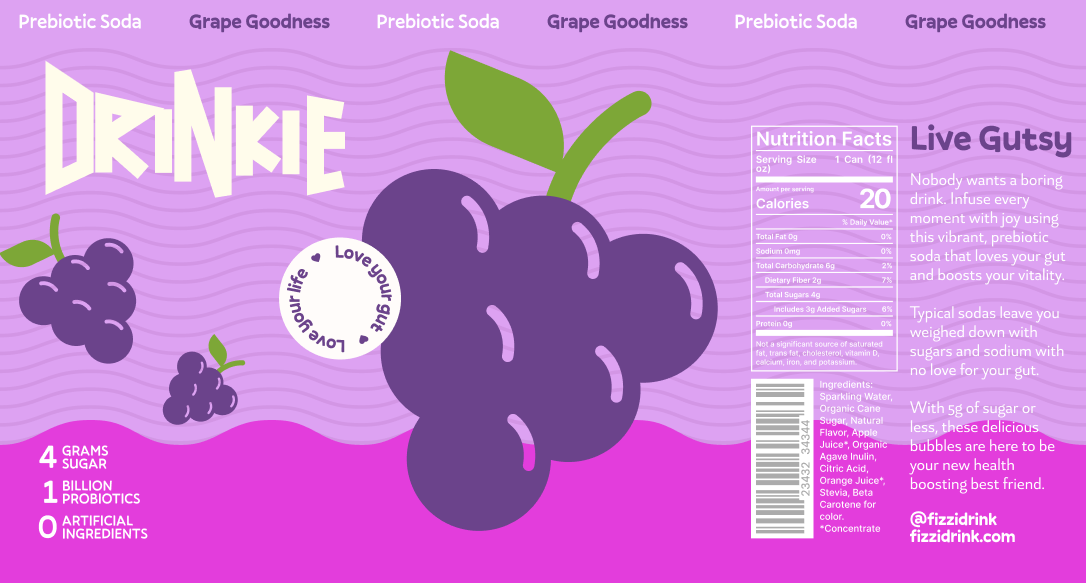 Prebiotic Soda Grape Goodness Prebiotic Soda Grape Goodness Prebiotic Soda Grape Goodness
DRINKIE
Love your gut
Love your life
4 GRAMS
SUGAR
1 BILLION
PROBIOTICS
0 ARTIFICIAL
INGREDIENTS
Nutrition Facts
Serving Size 1 Can (12 fl
oz)
Amount per serving
Calories 20
% Daily Value*
Total Fat 0g 0%
Sodium 0mg 0%
Total Carbohydrate 6g 2%
Dietary Fiber 2g 7%
Total Sugars 4g
Includes 3g Added Sugars 6%
Protein 0g 0%
Not a significant source of saturated
fat, trans fat, cholesterol, vitamin D,
calcium, iron, and potassium.
23432 34344
Ingredients:
Sparkling Water,
Organic Cane
Sugar, Natural
Flavor, Apple
Juice*, Organic
Agave Inulin,
Citric Acid,
Orange Juice*,
Stevia, Beta
Carotene for
color.
*Concentrate
Live Gutsy
Nobody wants a boring
drink. Infuse every
moment with joy using
this vibrant, prebiotic
soda that loves your gut
and boosts your vitality.
Typical sodas leave you
weighed down with
sugars and sodium with
no love for your gut.
With 5g of sugar or
less, these delicious
bubbles are here to be
your new health
boosting best friend.
@fizzidrink
fizzidrink.com